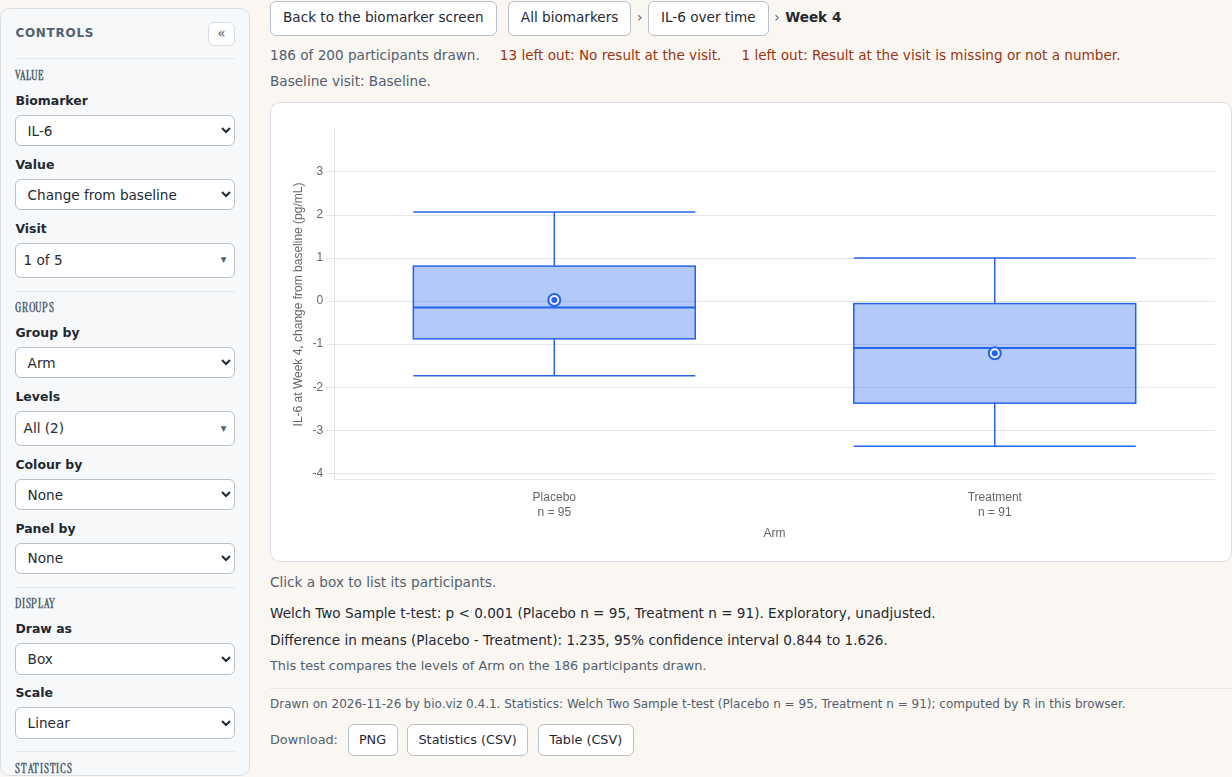 CONTROLS
«
VALUE
Biomarker
IL-6
Value
Change from baseline
Visit
1 of 5
GROUPS
Group by
Arm
Levels
All (2)
Colour by
None
Panel by
None
DISPLAY
Draw as
Box
Scale
Linear
STATISTICS
Back to the biomarker screen All biomarkers › IL-6 over time › Week 4
186 of 200 participants drawn. 13 left out: No result at the visit. 1 left out: Result at the visit is missing or not a number.
Baseline visit: Baseline.
IL-6 at Week 4, change from baseline (pg/mL)
3
2
1
0
-1
-2
-3
-4
Placebo Treatment
n = 95 n = 91
Arm
Click a box to list its participants.
Welch Two Sample t-test: p < 0.001 (Placebo n = 95, Treatment n = 91). Exploratory, unadjusted.
Difference in means (Placebo - Treatment): 1.235, 95% confidence interval 0.844 to 1.626.
This test compares the levels of Arm on the 186 participants drawn.
Drawn on 2026-11-26 by bio.viz 0.4.1. Statistics: Welch Two Sample t-test (Placebo n = 95, Treatment n = 91); computed by R in this browser.
Download: PNG Statistics (CSV) Table (CSV)